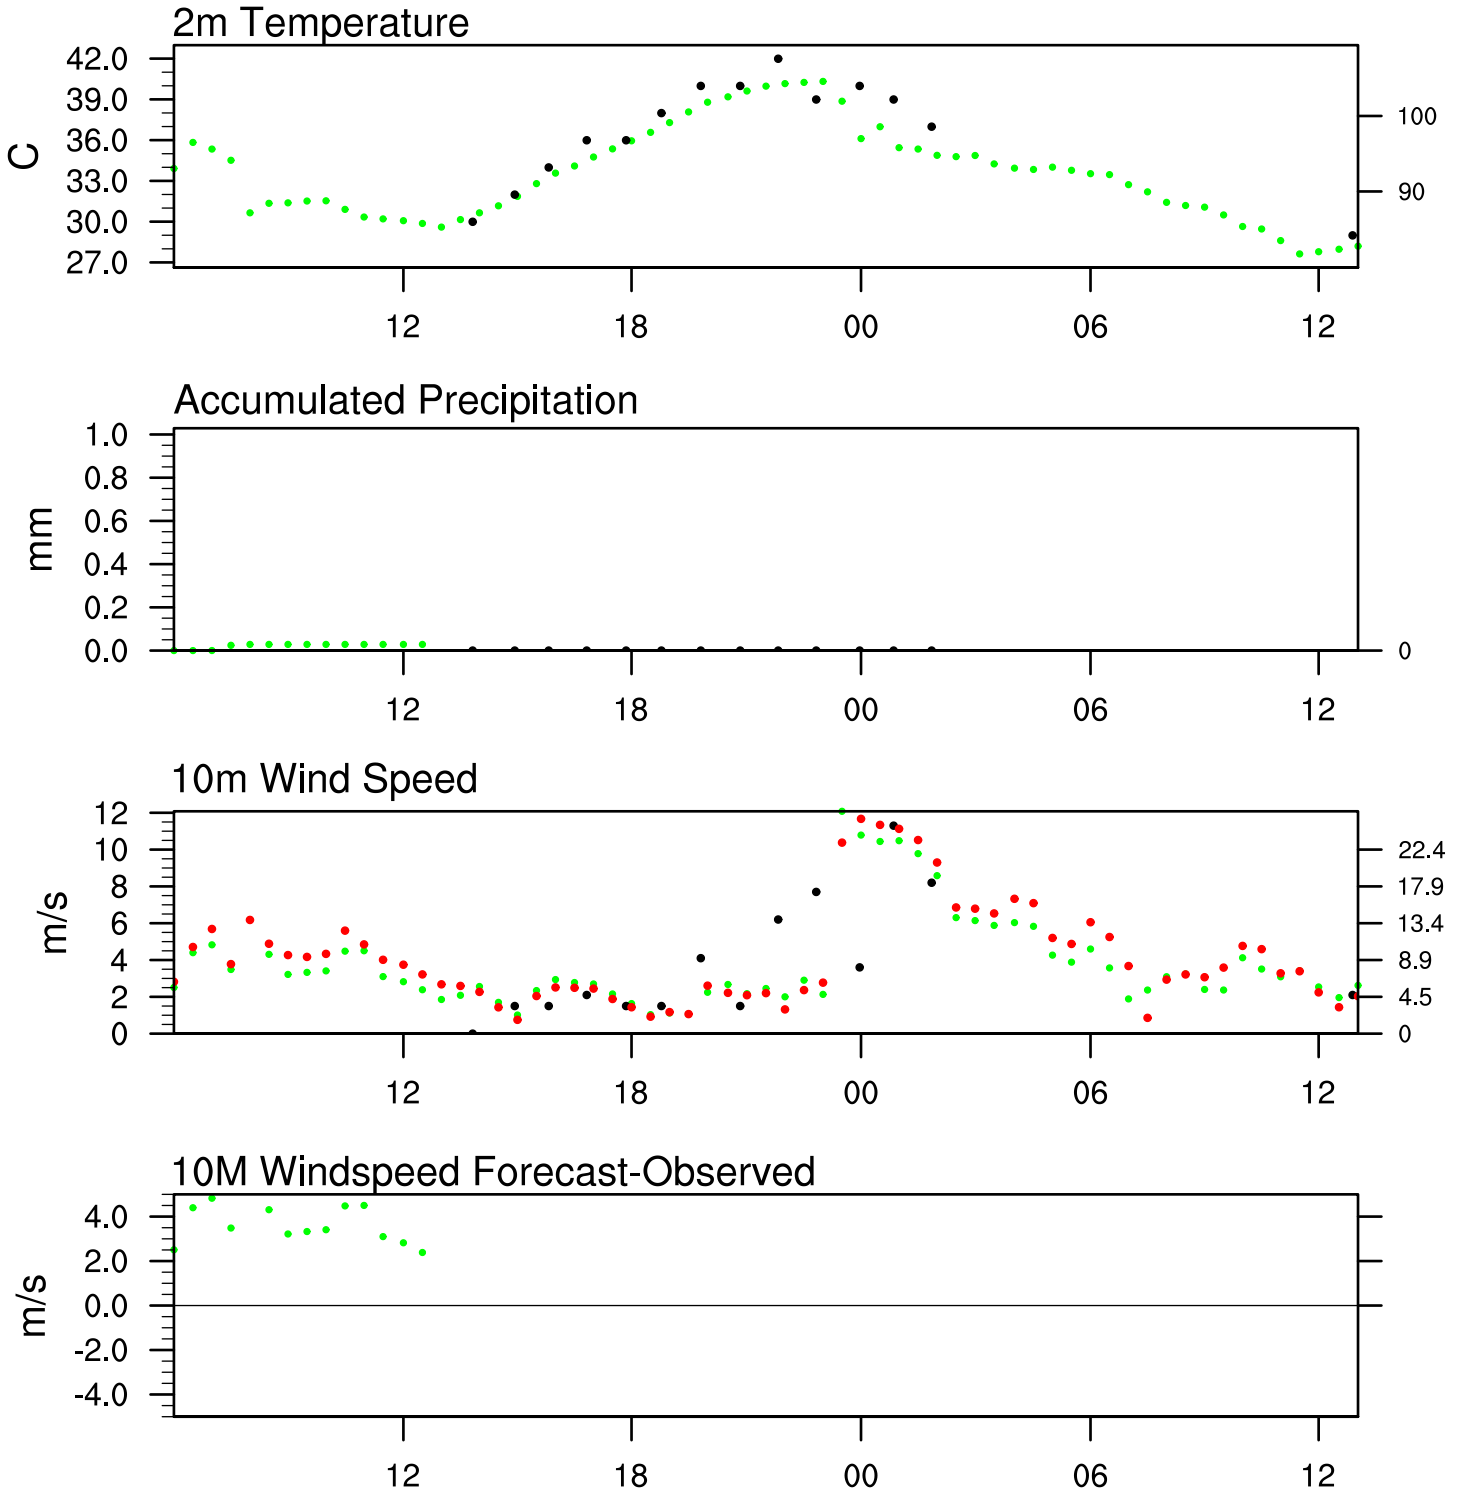 2m Temperature
42.0
39.0
36.0
33.0
30.0
27.0
C
100
90
12 18 00 06 12
Accumulated Precipitation
1.0
0.8
0.6
0.4
0.2
0.0
mm
0
12 18 00 06 12
10m Wind Speed
12
10
8
6
4
2
0
m/s
22.4
17.9
13.4
8.9
4.5
0
12 18 00 06 12
10M Windspeed Forecast-Observed
4.0
2.0
0.0
-2.0
-4.0
m/s
12 18 00 06 12